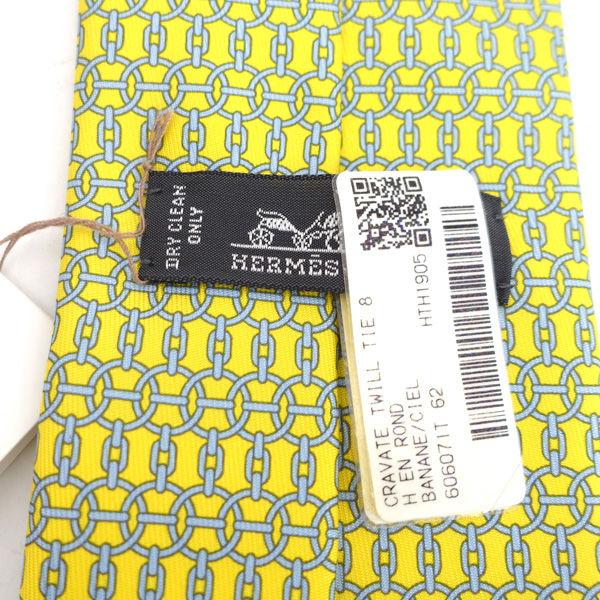 DRY CLEAN
ONLY
HERMÈS
HTH1905
CRAVATE TWILL TIE 8
H EN ROND
BANANE/CIEL
606071T 62